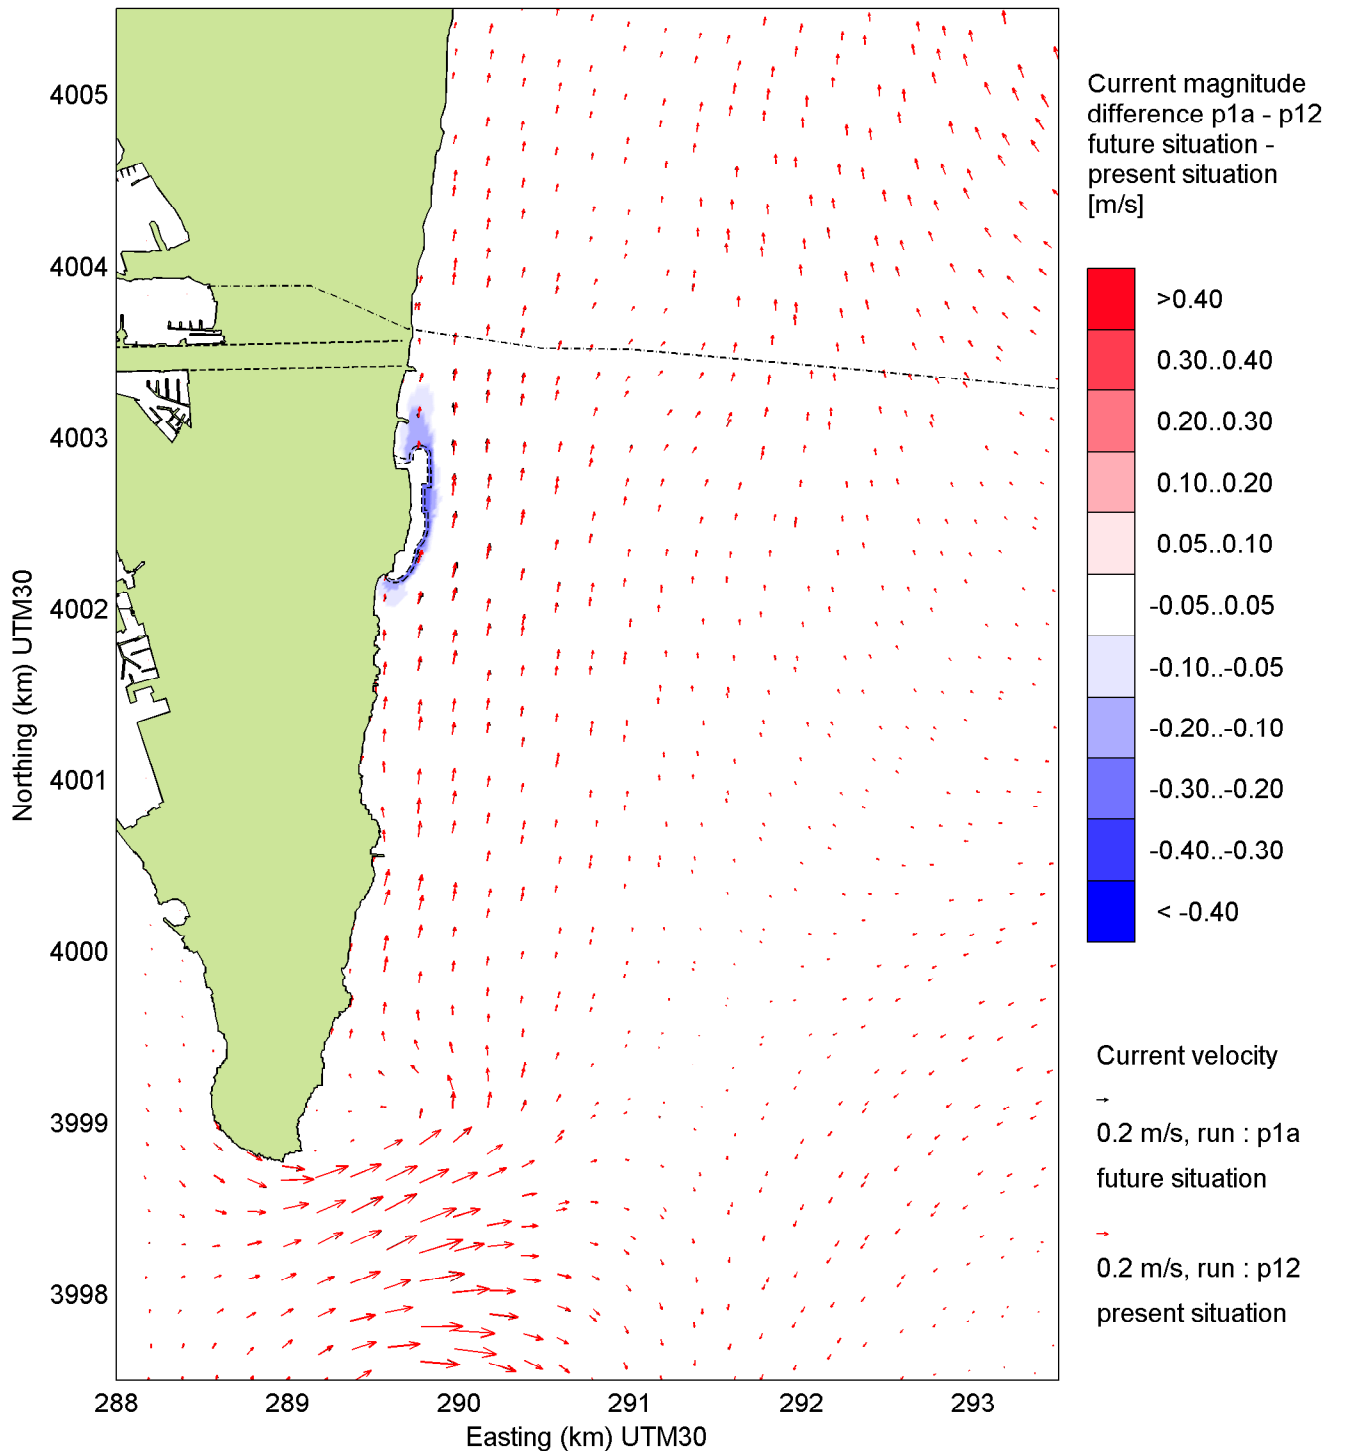 Current magnitude
difference p1a - p12
future situation -
present situation
[m/s]
>0.40
0.30..0.40
0.20..0.30
0.10..0.20
0.05..0.10
-0.05..0.05
-0.10..-0.05
-0.20..-0.10
-0.30..-0.20
-0.40..-0.30
< -0.40
Current velocity
0.2 m/s, run : p1a
future situation
0.2 m/s, run : p12
present situation
Northing (km) UTM30
4005
4004
4003
4002
4001
4000
3999
3998
288 289 290 291 292 293
Easting (km) UTM30